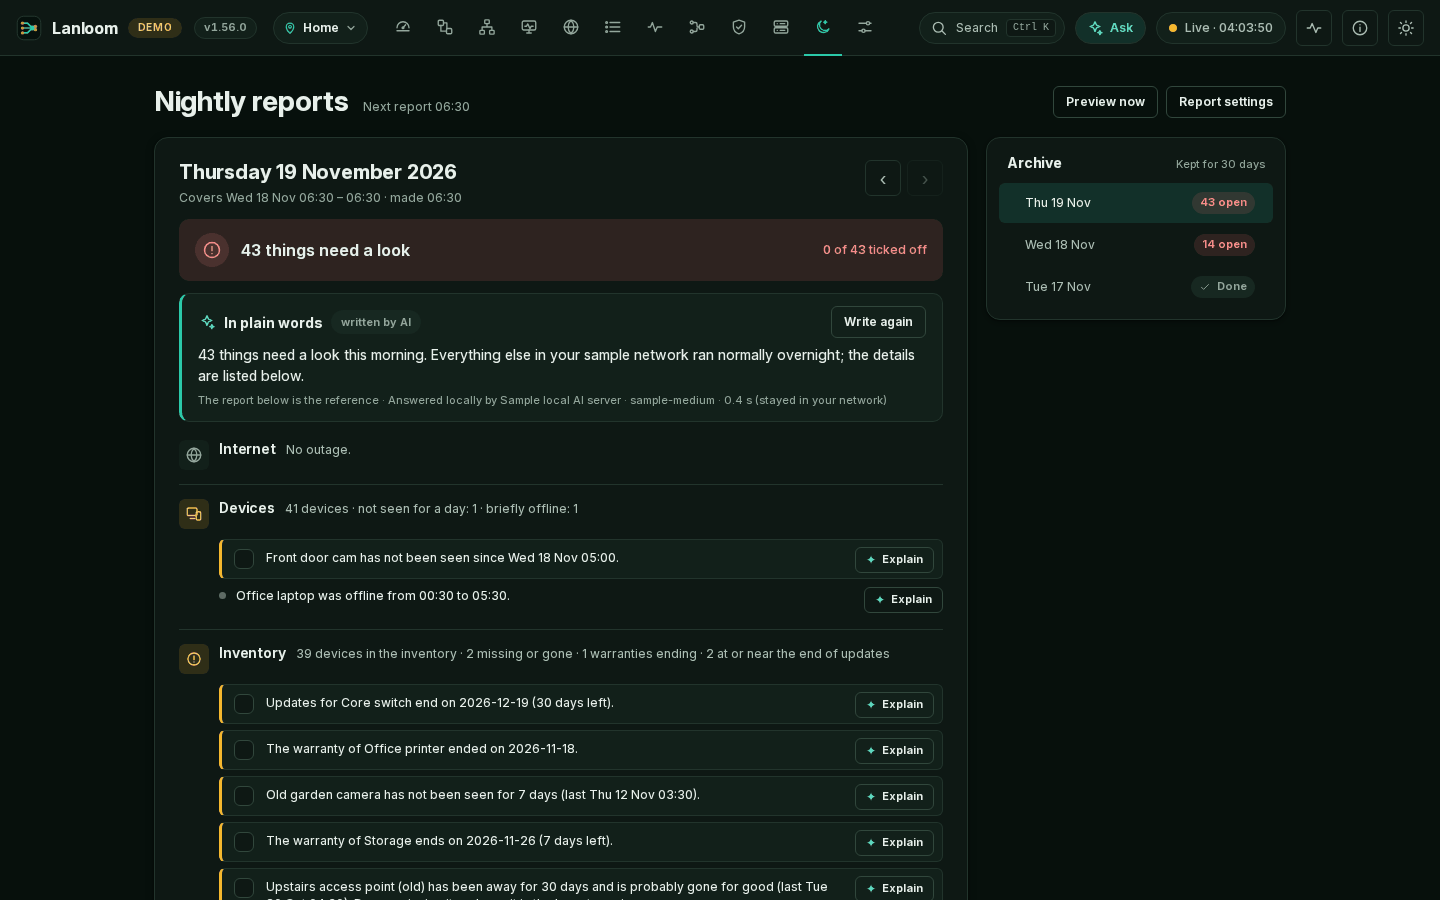 Lanloom DEMO v1.56.0 Home Search Ctrl K Ask Live · 04:03:50
Nightly reports Next report 06:30 Preview now Report settings
Thursday 19 November 2026
Covers Wed 18 Nov 06:30 – 06:30 · made 06:30
43 things need a look 0 of 43 ticked off
In plain words written by AI Write again
43 things need a look this morning. Everything else in your sample network ran normally overnight; the details
are listed below.
The report below is the reference · Answered locally by Sample local AI server · sample-medium · 0.4 s (stayed in your network)
Internet No outage.
Devices 41 devices · not seen for a day: 1 · briefly offline: 1
Front door cam has not been seen since Wed 18 Nov 05:00. Explain
Office laptop was offline from 00:30 to 05:30. Explain
Inventory 39 devices in the inventory · 2 missing or gone · 1 warranties ending · 2 at or near the end of updates
Updates for Core switch end on 2026-12-19 (30 days left). Explain
The warranty of Office printer ended on 2026-11-18. Explain
Old garden camera has not been seen for 7 days (last Thu 12 Nov 03:30). Explain
The warranty of Storage ends on 2026-11-26 (7 days left). Explain
Upstairs access point (old) has been away for 30 days and is probably gone for good (last Tue Explain
Archive Kept for 30 days
Thu 19 Nov 43 open
Wed 18 Nov 14 open
Tue 17 Nov Done